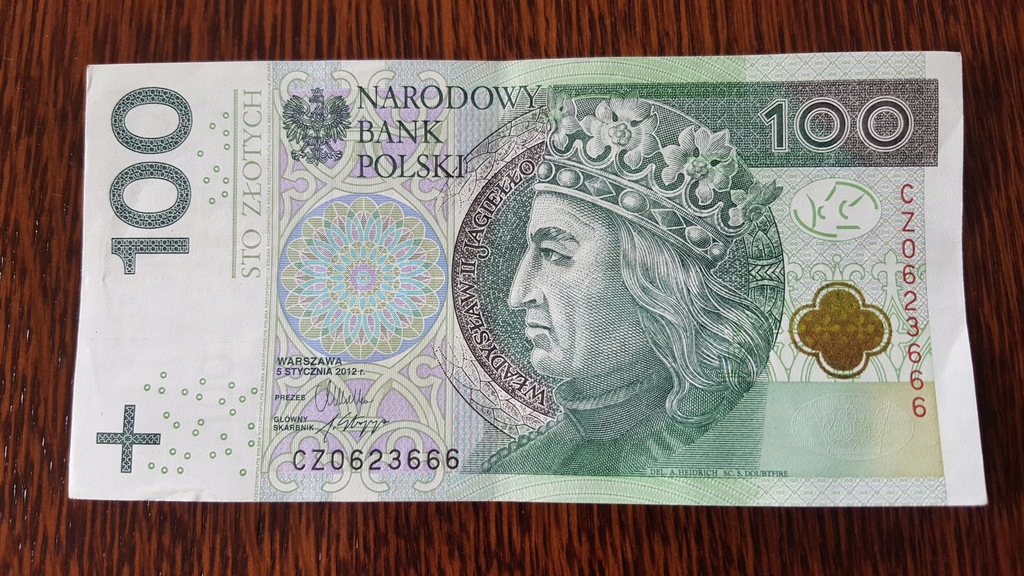 100
STO ZŁOTYCH
NARODOWY
BANK
POLSKI
WŁADYSŁAW II JAGIEŁŁO
100
CZ0623666
WARSZAWA
5 STYCZNIA 2012 r.
PREZES
GŁÓWNY
SKARBNIK
CZ0623666
DEL. A. HEIDRICH SC. S. DOUBTFIRE